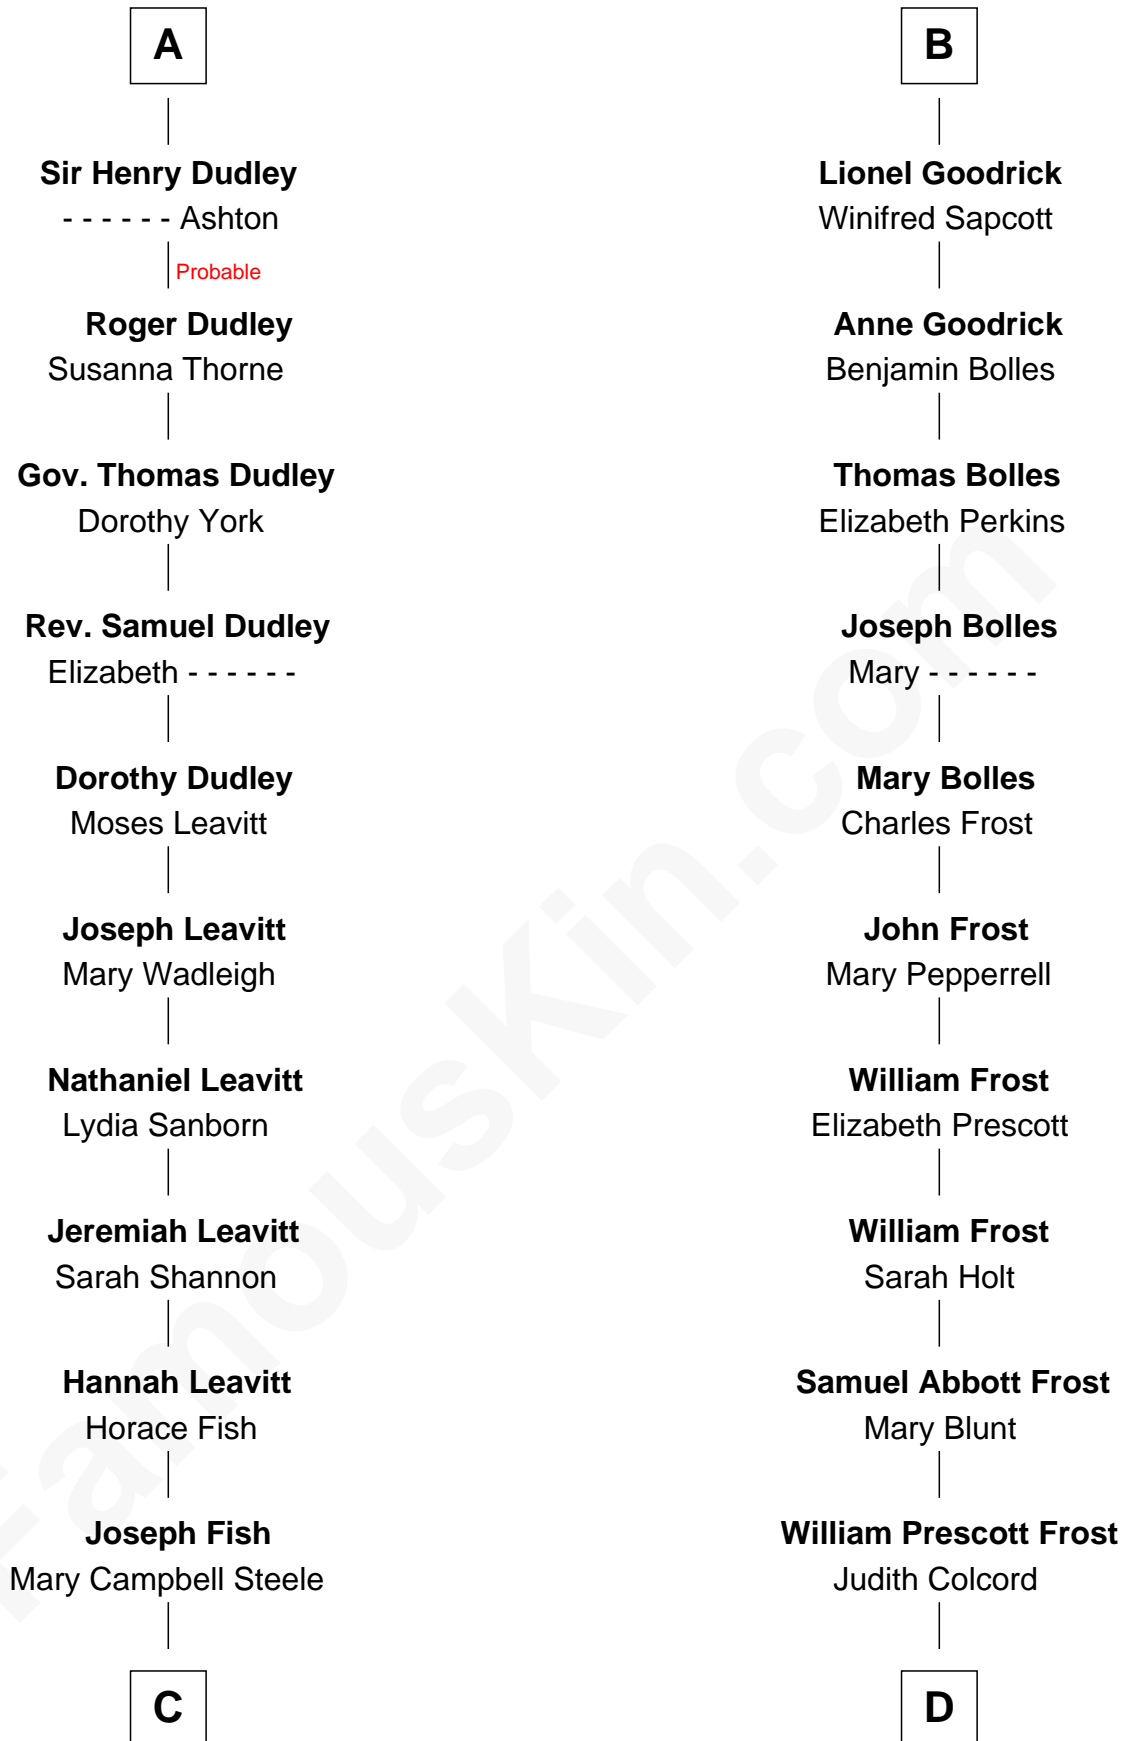 A
Sir Henry Dudley
- - - - - - Ashton
Probable
Roger Dudley
Susanna Thorne
Gov. Thomas Dudley
Dorothy York
Rev. Samuel Dudley
Elizabeth - - - - - -
Dorothy Dudley
Moses Leavitt
Joseph Leavitt
Mary Wadleigh
Nathaniel Leavitt
Lydia Sanborn
Jeremiah Leavitt
Sarah Shannon
Hannah Leavitt
Horace Fish
Joseph Fish
Mary Campbell Steele
C
B
Lionel Goodrick
Winifred Sapcott
Anne Goodrick
Benjamin Bolles
Thomas Bolles
Elizabeth Perkins
Joseph Bolles
Mary - - - - - -
Mary Bolles
Charles Frost
John Frost
Mary Pepperrell
William Frost
Elizabeth Prescott
William Frost
Sarah Holt
Samuel Abbott Frost
Mary Blunt
William Prescott Frost
Judith Colcord
D
FamousKin.com